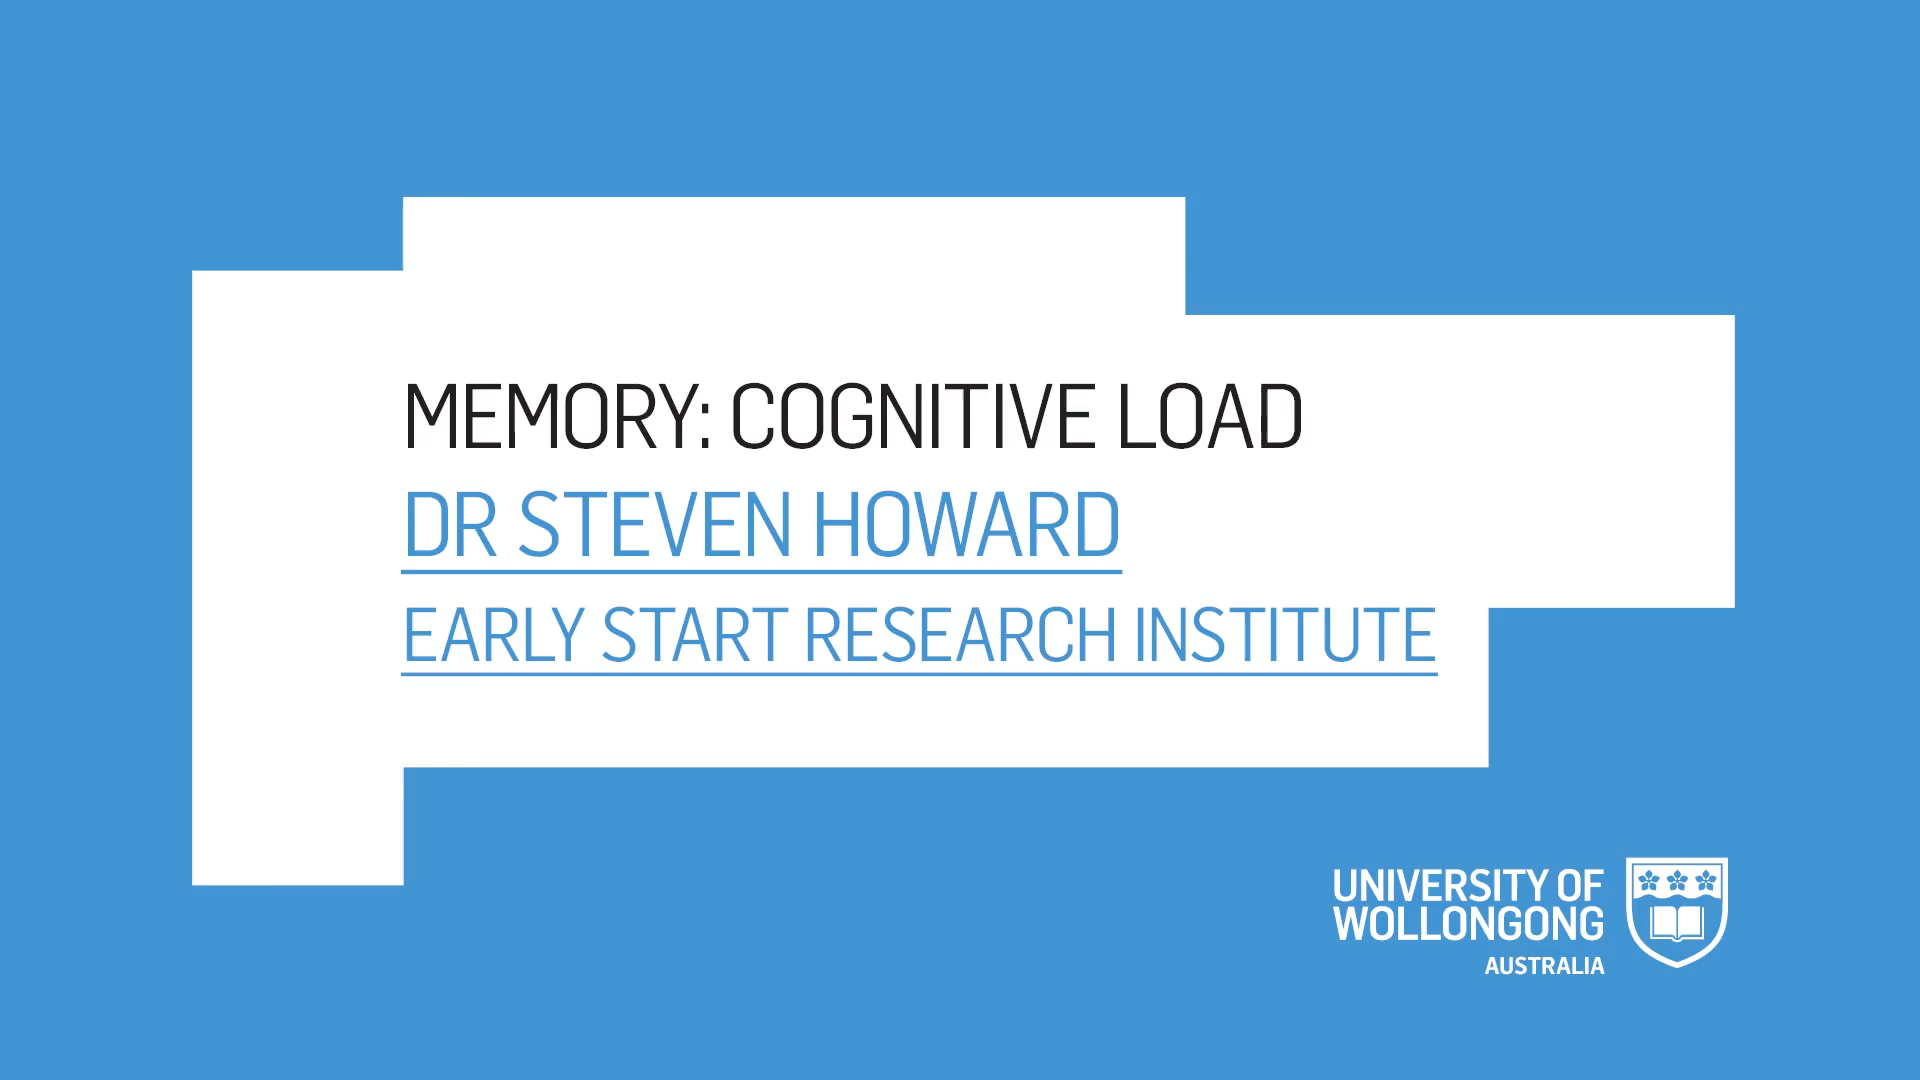 MEMORY: COGNITIVE LOAD
DR STEVEN HOWARD
EARLY START RESEARCH INSTITUTE
UNIVERSITY OF
WOLLONGONG
AUSTRALIA